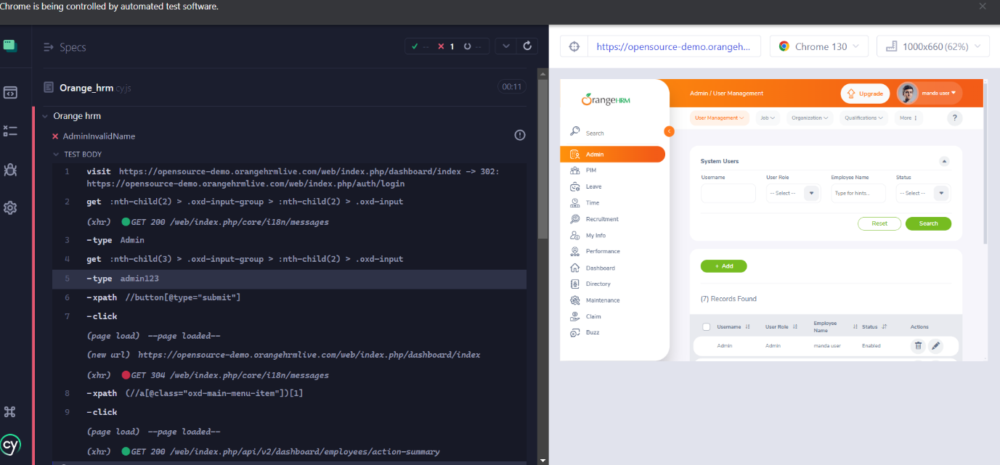 Chrome is being controlled by automated test software.
Specs
✓ -- ✕ 1 --
Orange_hrm cy.js
00:11
Orange hrm
AdminInvalidName
TEST BODY
1 visit https://opensource-demo.orangehrmlive.com/web/index.php/dashboard/index -> 302:
https://opensource-demo.orangehrmlive.com/web/index.php/auth/login
2 get :nth-child(2) > .oxd-input-group > :nth-child(2) > .oxd-input
(xhr) GET 200 /web/index.php/core/i18n/messages
3 -type Admin
4 get :nth-child(3) > .oxd-input-group > :nth-child(2) > .oxd-input
5 -type admin123
6 -xpath //button[@type="submit"]
7 -click
(page load) --page loaded--
(new url) https://opensource-demo.orangehrmlive.com/web/index.php/dashboard/index
(xhr) GET 304 /web/index.php/core/i18n/messages
8 -xpath (//a[@class="oxd-main-menu-item"])[1]
9 -click
(page load) --page loaded--
(xhr) GET 200 /web/index.php/api/v2/dashboard/employees/action-summary
cy
https://opensource-demo.orangeh...
Chrome 130
1000x660 (62%)
OrangeHRM
Search
Admin
PIM
Leave
Time
Recruitment
My Info
Performance
Dashboard
Directory
Maintenance
Claim
Buzz
Admin / User Management
Upgrade
manda user
User Management Job Organization Qualifications More ?
System Users
Username User Role Employee Name Status
-- Select -- Type for hints... -- Select --
Reset Search
+ Add
(7) Records Found
Username User Role Employee Name Status Actions
Admin Admin manda user Enabled